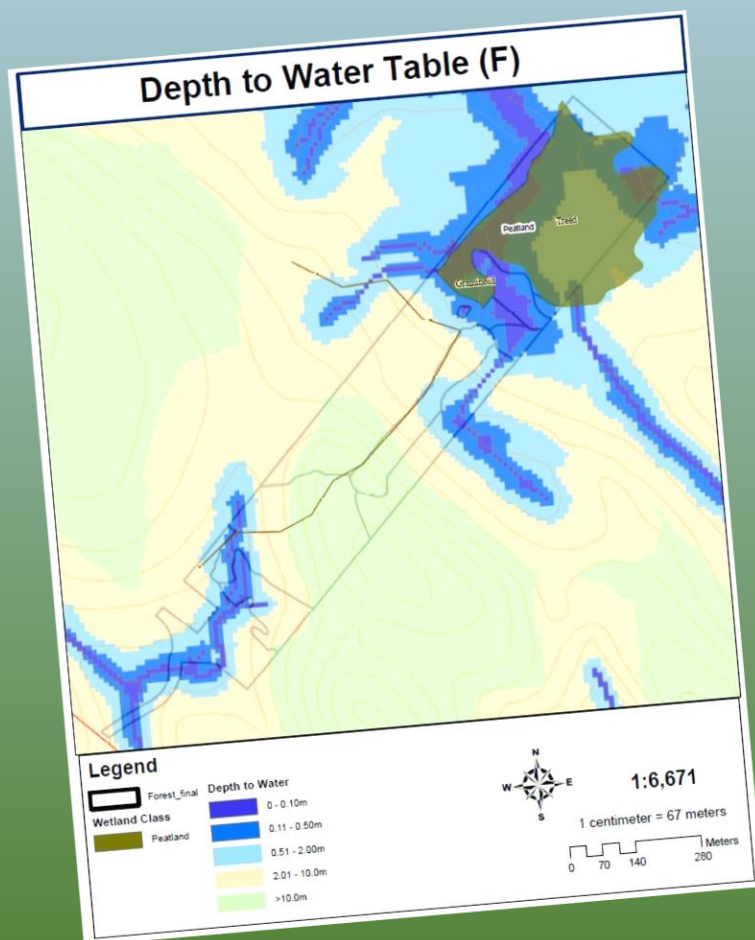 Depth to Water Table (F)
Peatland
Treed
Graminoid
Legend
Forest_final
Wetland Class
Peatland
Depth to Water
0 - 0.10m
0.11 - 0.50m
0.51 - 2.00m
2.01 - 10.0m
>10.0m
N
W
E
S
1:6,671
1 centimeter = 67 meters
Meters
0 70 140 280